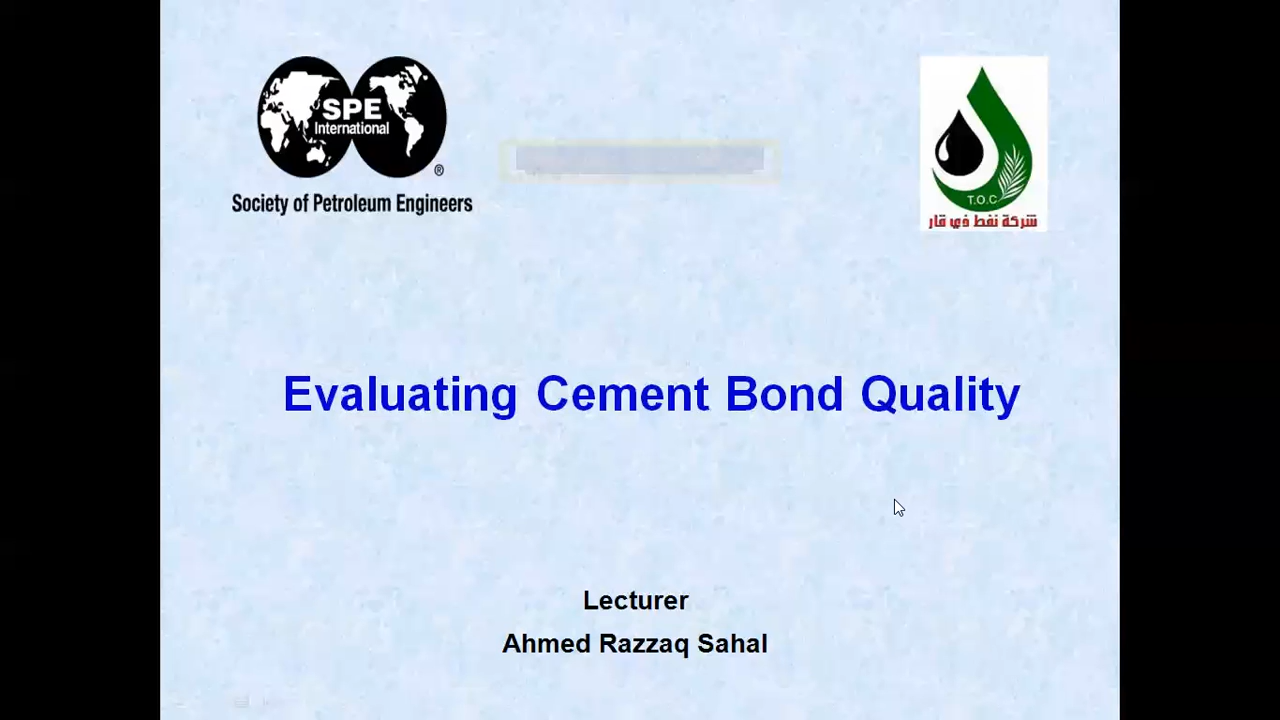 SPE
International
®
Society of Petroleum Engineers
T.O.C
شركة نفط ذي قار
Evaluating Cement Bond Quality
Lecturer
Ahmed Razzaq Sahal